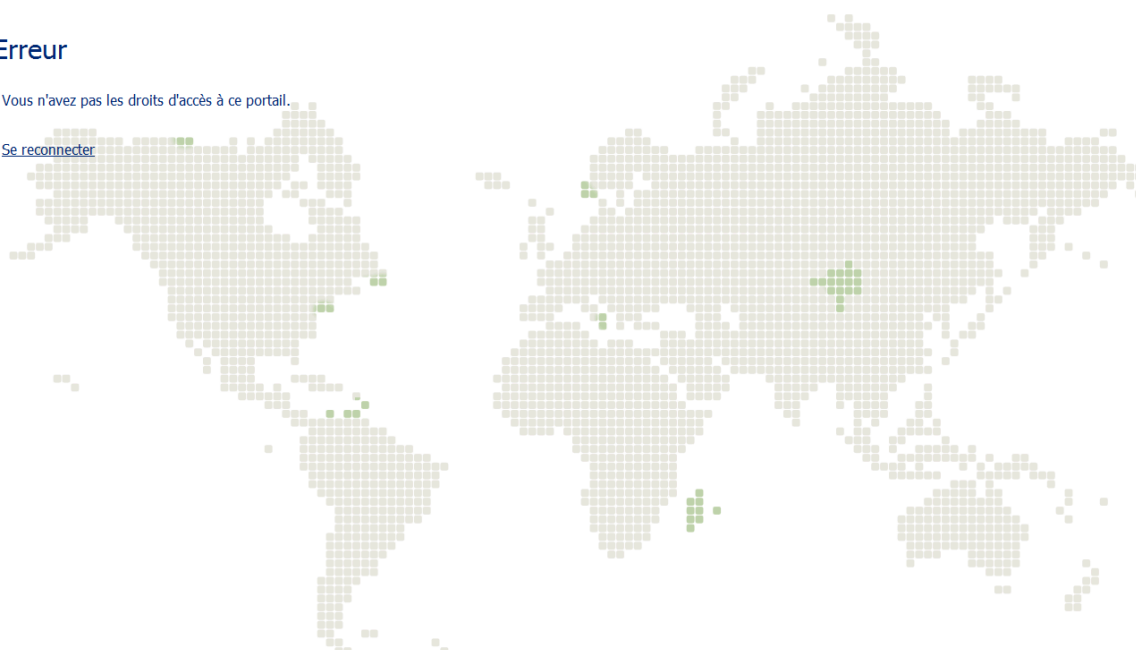 Erreur
Vous n'avez pas les droits d'accès à ce portail.
Se reconnecter